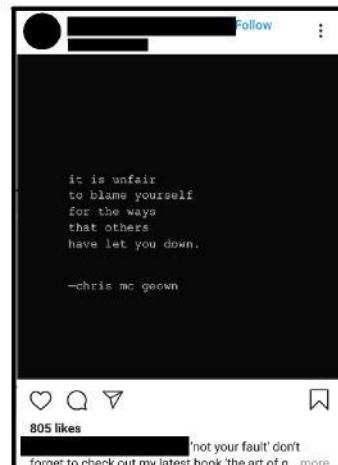 Follow
it is unfair
to blame yourself
for the ways
that others
have let you down.
—chris mc geown
805 likes
'not your fault' don't
forget to check out my latest book 'the art of g... more